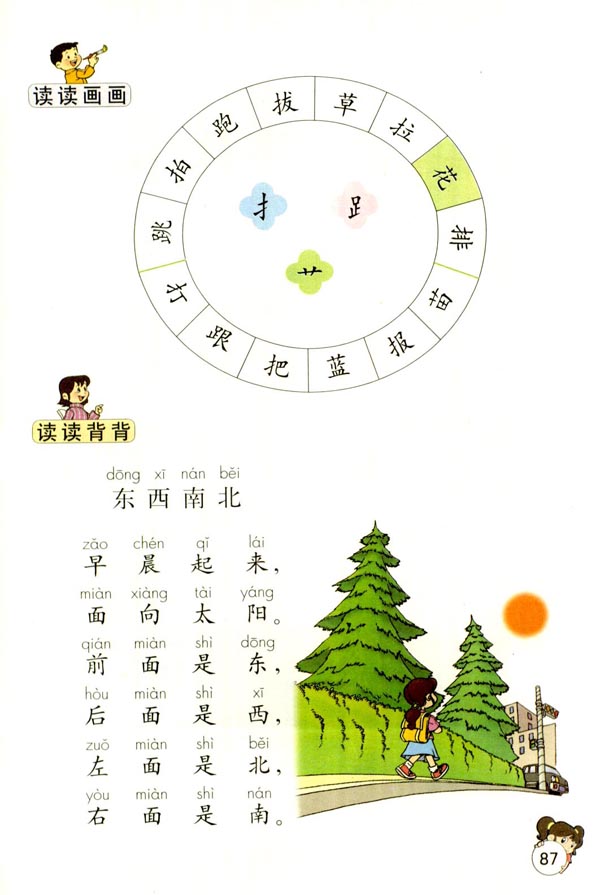 读读画画
拔 草 拉 花 排 苗 报 蓝 把 跟 打 跳 拍 跑
扌 𧾷
艹
读读背背
dōng xī nán běi
东西南北
zǎo chén qǐ lái
早晨起来，
miàn xiàng tài yáng
面向太阳。
qián miàn shì dōng
前面是东，
hòu miàn shì xī
后面是西，
zuǒ miàn shì běi
左面是北，
yòu miàn shì nán
右面是南。
87